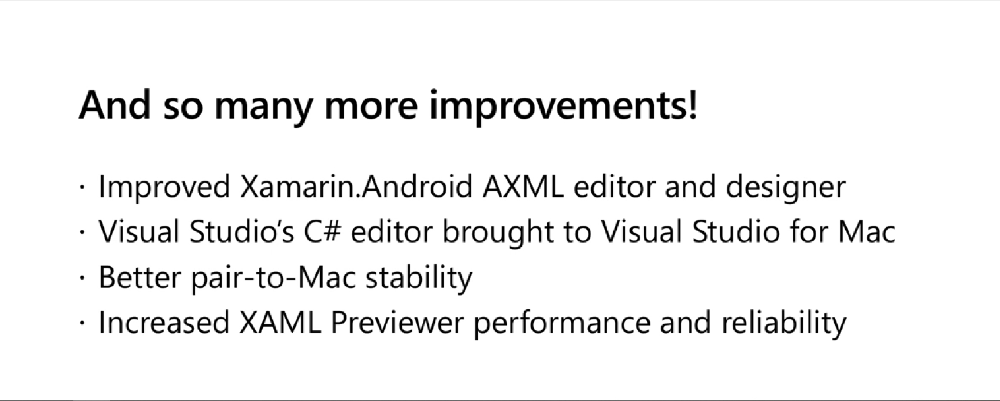 And so many more improvements!
· Improved Xamarin.Android AXML editor and designer
· Visual Studio's C# editor brought to Visual Studio for Mac
· Better pair-to-Mac stability
· Increased XAML Previewer performance and reliability